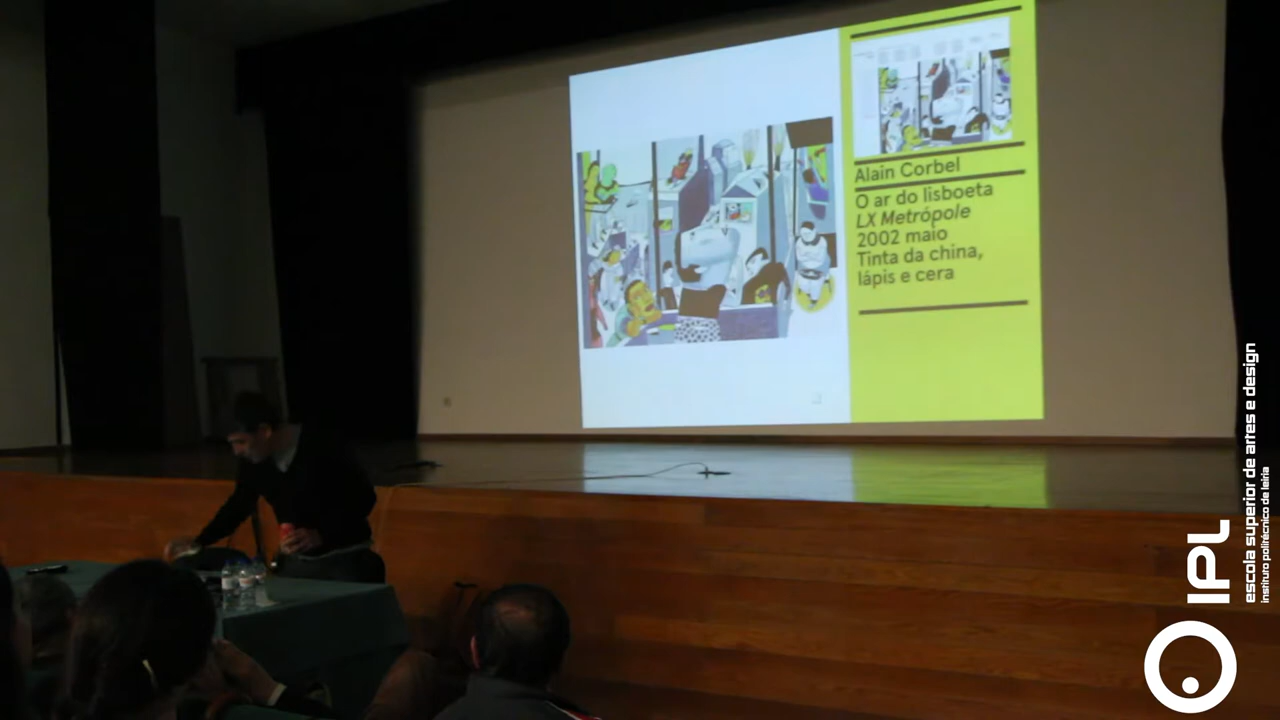 Alain Corbel
O ar do lisboeta
LX Metrópole
2002 maio
Tinta da china,
lápis e cera
IPL
escola superior de artes e design
instituto politécnico de leiria